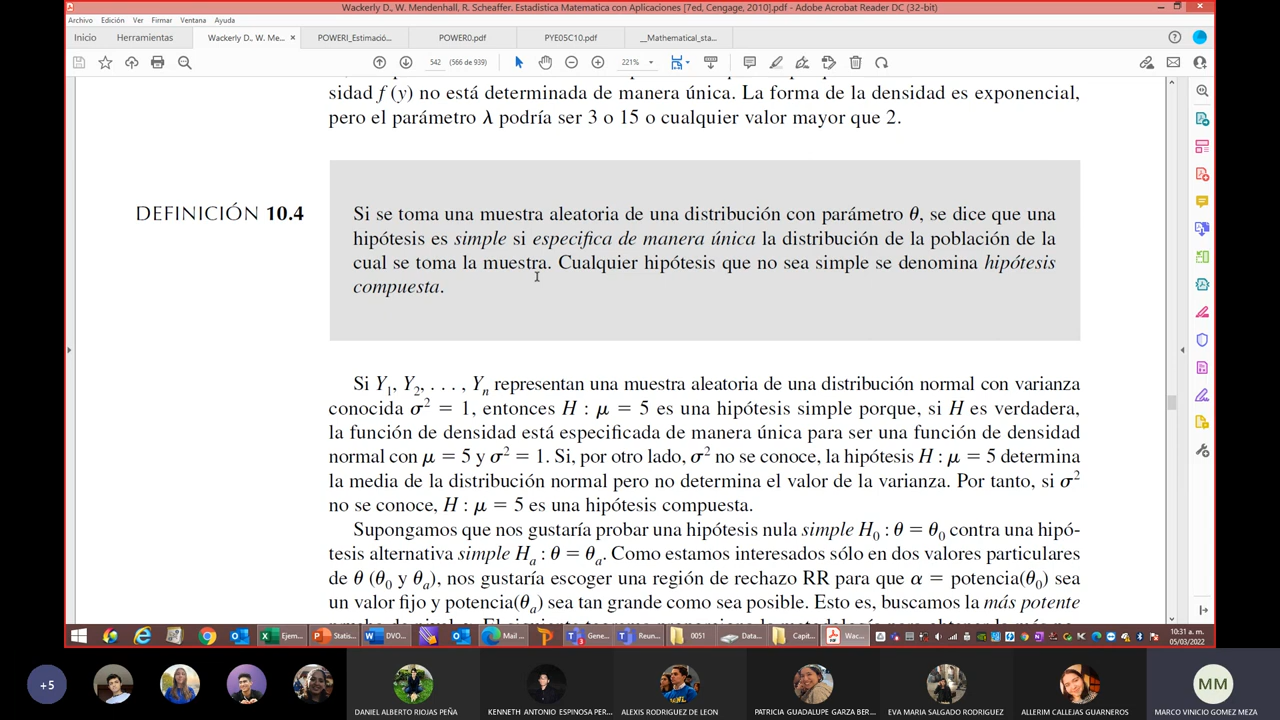 Wackerly D., W. Mendenhall, R. Scheaffer. Estadistica Matematica con Aplicaciones [7ed, Cengage, 2010].pdf - Adobe Acrobat Reader DC (32-bit)
Archivo Edición Ver Firmar Ventana Ayuda
Inicio Herramientas Wackerly D., W. Me... × POWERI_Estimació... POWER0.pdf PYE05C10.pdf __Mathematical_sta...
542 (566 de 939) 221%
sidad f (y) no está determinada de manera única. La forma de la densidad es exponencial,
pero el parámetro λ podría ser 3 o 15 o cualquier valor mayor que 2.
DEFINICIÓN 10.4
Si se toma una muestra aleatoria de una distribución con parámetro θ, se dice que una
hipótesis es simple si especifica de manera única la distribución de la población de la
cual se toma la muestra. Cualquier hipótesis que no sea simple se denomina hipótesis
compuesta.
Si Y1, Y2, . . . , Yn representan una muestra aleatoria de una distribución normal con varianza
conocida σ² = 1, entonces H : μ = 5 es una hipótesis simple porque, si H es verdadera,
la función de densidad está especificada de manera única para ser una función de densidad
normal con μ = 5 y σ² = 1. Si, por otro lado, σ² no se conoce, la hipótesis H : μ = 5 determina
la media de la distribución normal pero no determina el valor de la varianza. Por tanto, si σ²
no se conoce, H : μ = 5 es una hipótesis compuesta.
Supongamos que nos gustaría probar una hipótesis nula simple H0 : θ = θ0 contra una hipó-
tesis alternativa simple Ha : θ = θa. Como estamos interesados sólo en dos valores particulares
de θ (θ0 y θa), nos gustaría escoger una región de rechazo RR para que α = potencia(θ0) sea
un valor fijo y potencia(θa) sea tan grande como sea posible. Esto es, buscamos la más potente
Ejem... Statis... DVO... Mail ... Gene... Reun... 0051 Data... Capit... Wac... 10:31 a. m.
05/03/2022
+5 MM
DANIEL ALBERTO RIOJAS PEÑA KENNETH ANTONIO ESPINOSA PER... ALEXIS RODRIGUEZ DE LEON PATRICIA GUADALUPE GARZA BER... EVA MARIA SALGADO RODRIGUEZ ALLERIM CALLEJAS GUARNEROS MARCO VINICIO GOMEZ MEZA